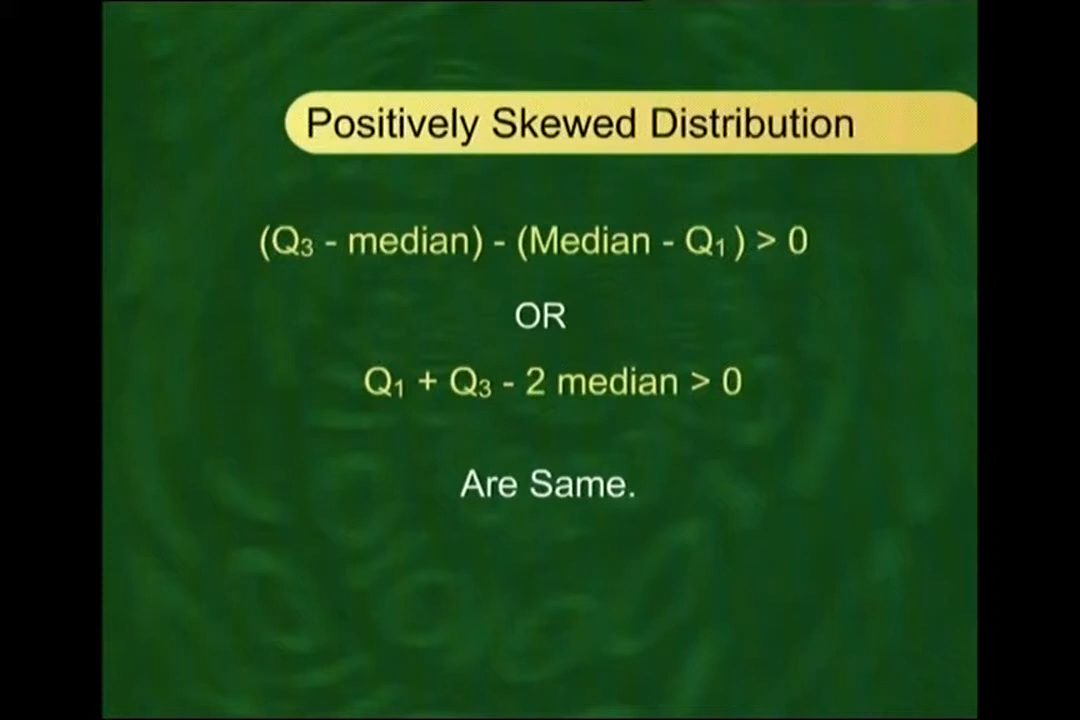 Positively Skewed Distribution
(Q₃ - median) - (Median - Q₁ ) > 0
OR
Q₁ + Q₃ - 2 median > 0
Are Same.